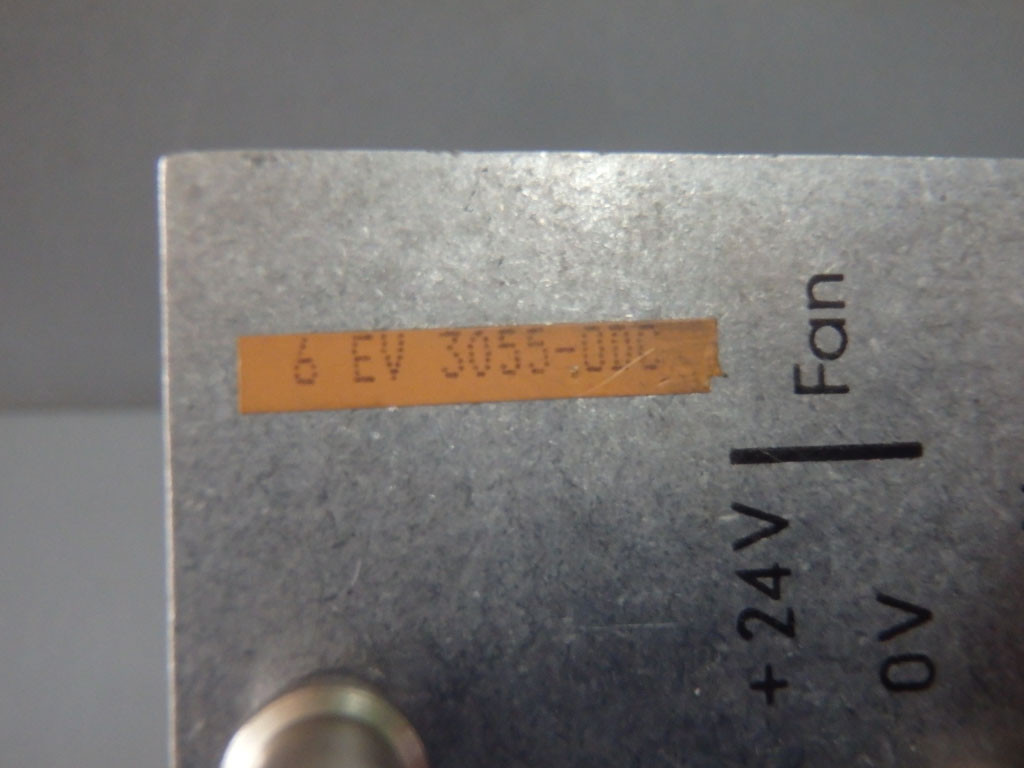 6 EV 3055-0DC
Fan
+24V
0V